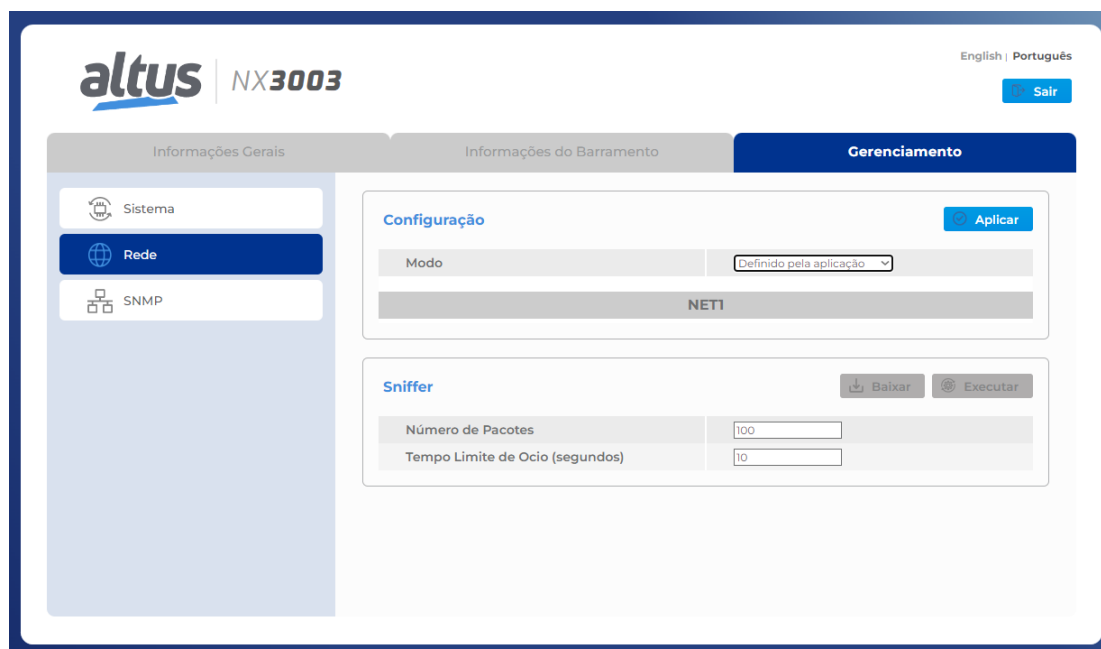 altus NX3003
English | Português
Sair
Informações Gerais
Informações do Barramento
Gerenciamento
Sistema
Rede
SNMP
Configuração
Aplicar
Modo
Definido pela aplicação
NET1
Sniffer
Baixar
Executar
Número de Pacotes
100
Tempo Limite de Ocio (segundos)
10